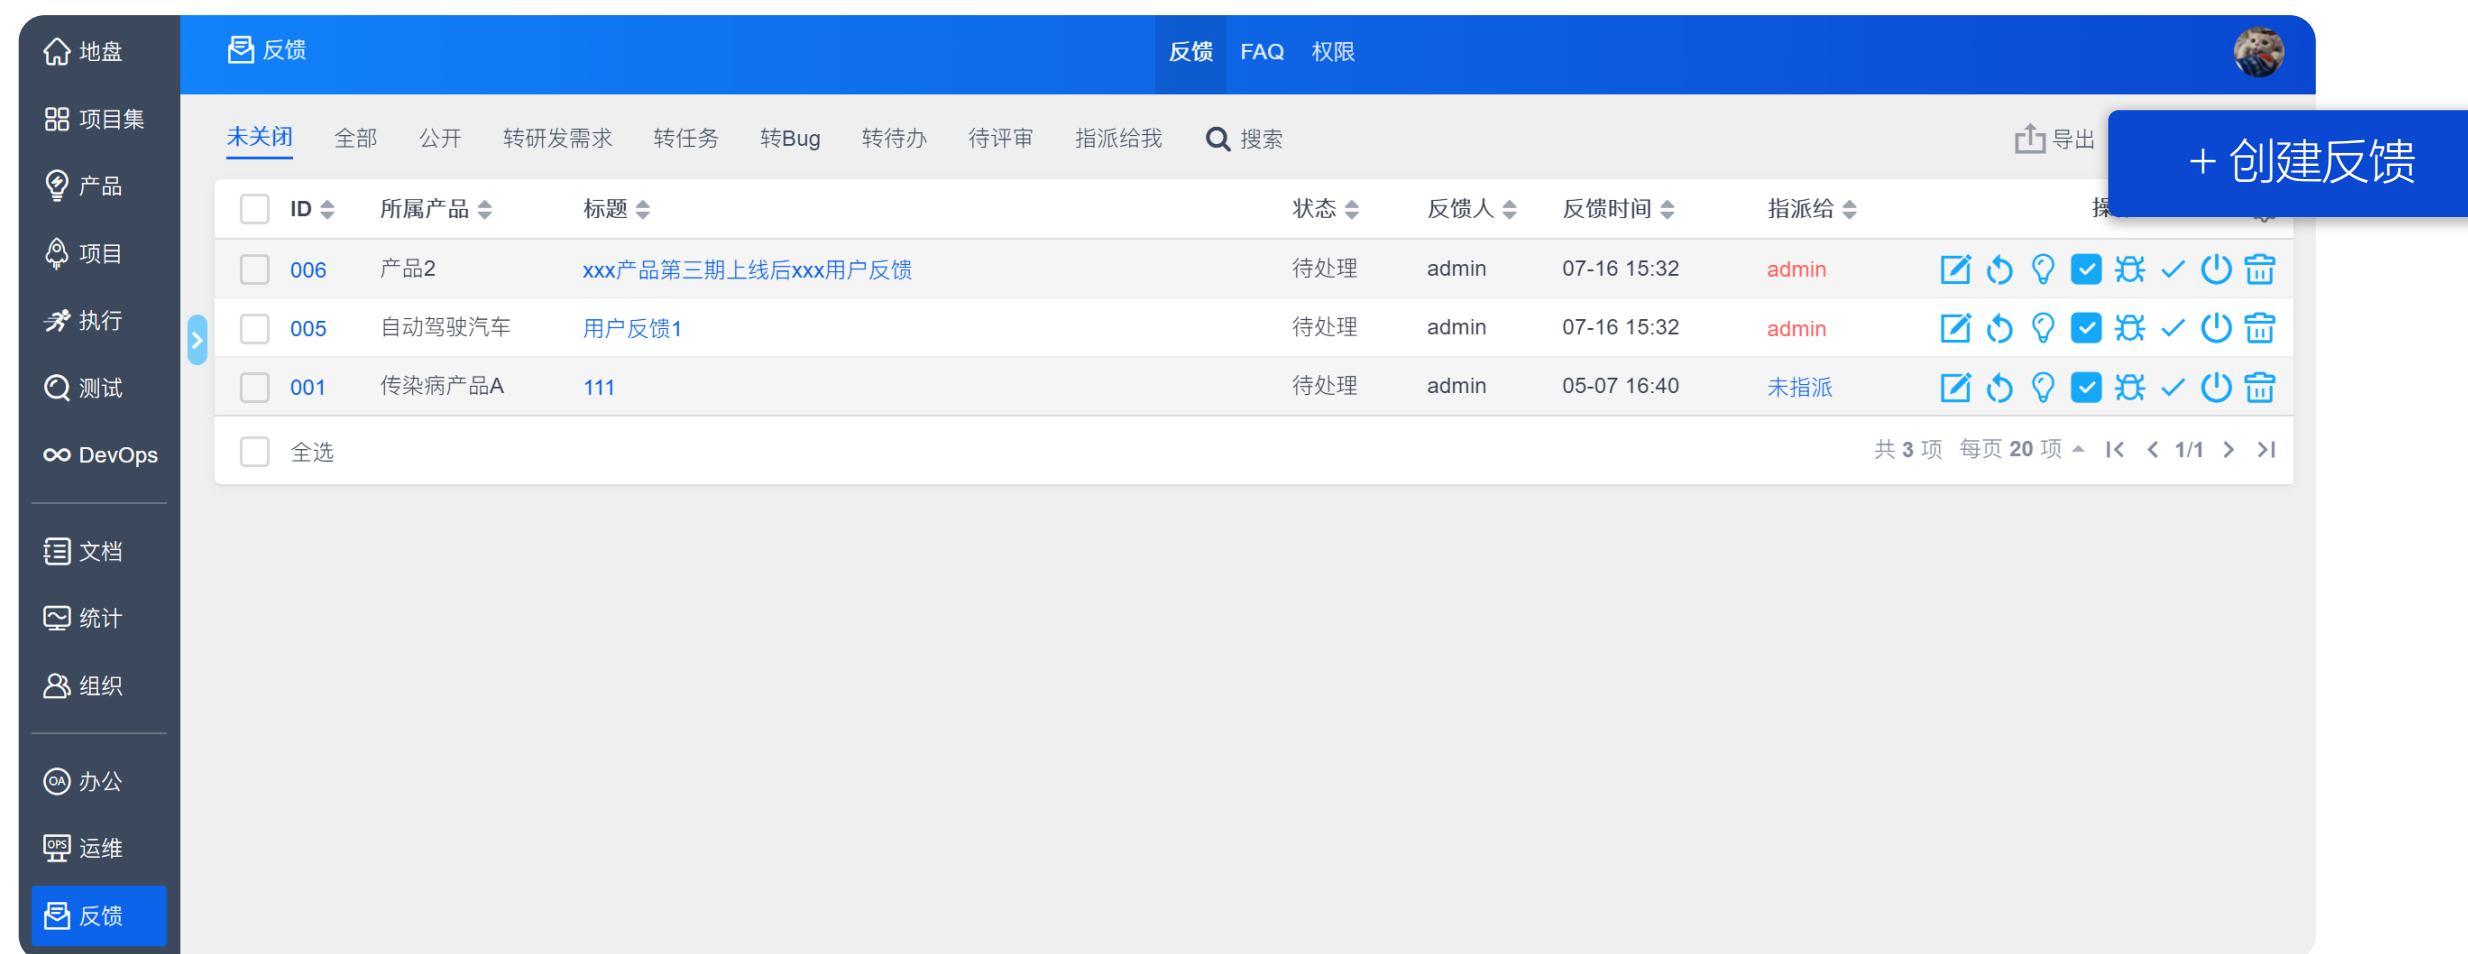 地盘
项目集
产品
项目
执行
测试
DevOps
文档
统计
组织
OA 办公
OPS 运维
反馈
反馈
反馈 FAQ 权限
未关闭 全部 公开 转研发需求 转任务 转Bug 转待办 待评审 指派给我 搜索 导出
+ 创建反馈
ID 所属产品 标题 状态 反馈人 反馈时间 指派给
006 产品2 xxx产品第三期上线后xxx用户反馈 待处理 admin 07-16 15:32 admin
005 自动驾驶汽车 用户反馈1 待处理 admin 07-16 15:32 admin
001 传染病产品A 111 待处理 admin 05-07 16:40 未指派
全选 共 3 项 每页 20 项 1/1